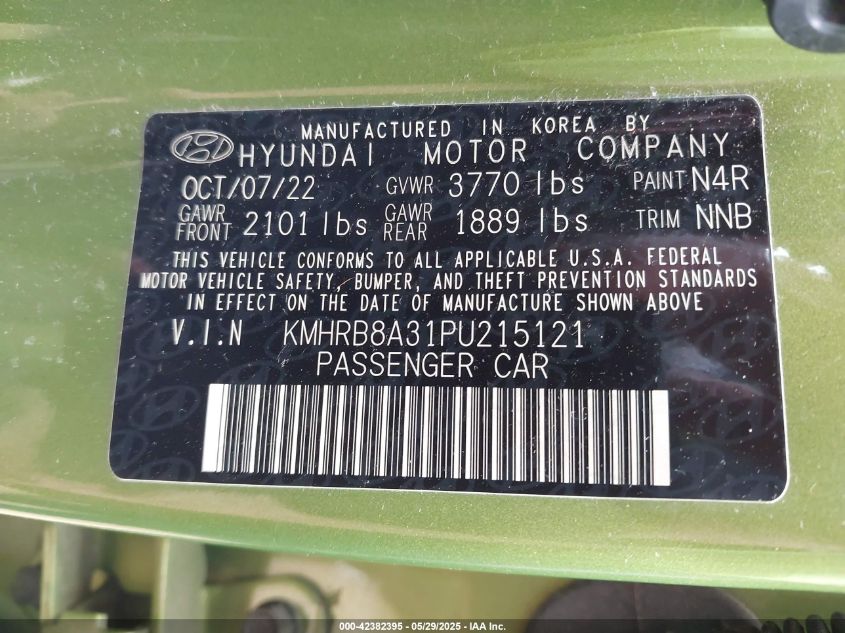 MANUFACTURED IN KOREA BY
HYUNDAI MOTOR COMPANY
OCT/07/22 GVWR 3770 lbs PAINT N4R
GAWR FRONT 2101 lbs GAWR REAR 1889 lbs TRIM NNB
THIS VEHICLE CONFORMS TO ALL APPLICABLE U.S.A. FEDERAL
MOTOR VEHICLE SAFETY, BUMPER, AND THEFT PREVENTION STANDARDS
IN EFFECT ON THE DATE OF MANUFACTURE SHOWN ABOVE
V.I.N KMHRB8A31PU215121
PASSENGER CAR
000-42382395 - 05/29/2025 - IAA Inc.